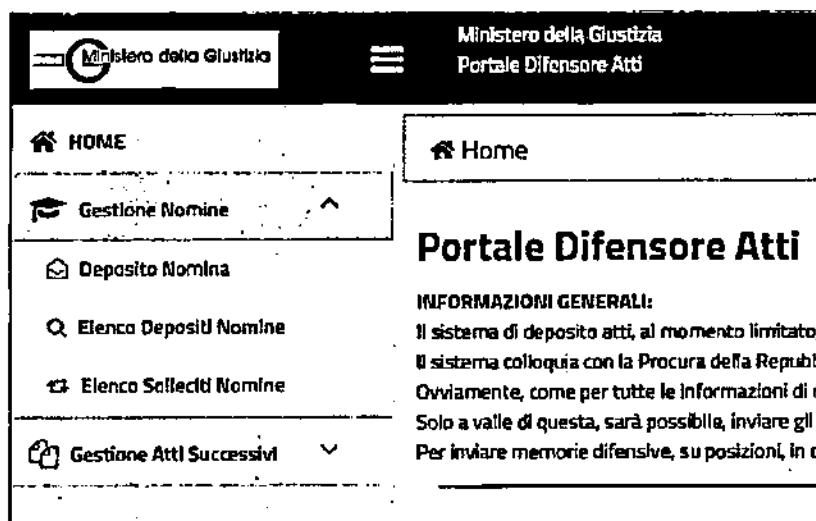 Ministero della Giustizia
Ministero della Giustizia
Portale Difensore Atti
HOME
Gestione Nomine
Deposito Nomina
Elenco Depositi Nomine
Elenco Solleciti Nomine
Gestione Atti Successivi
Home
Portale Difensore Atti
INFORMAZIONI GENERALI:
Il sistema di deposito atti, al momento limitato,
Il sistema colloquia con la Procura della Repubb
Ovviamente, come per tutte le informazioni di
Solo a valle di questa, sarà possibile, inviare gli
Per inviare memorie difensive, su posizioni, in